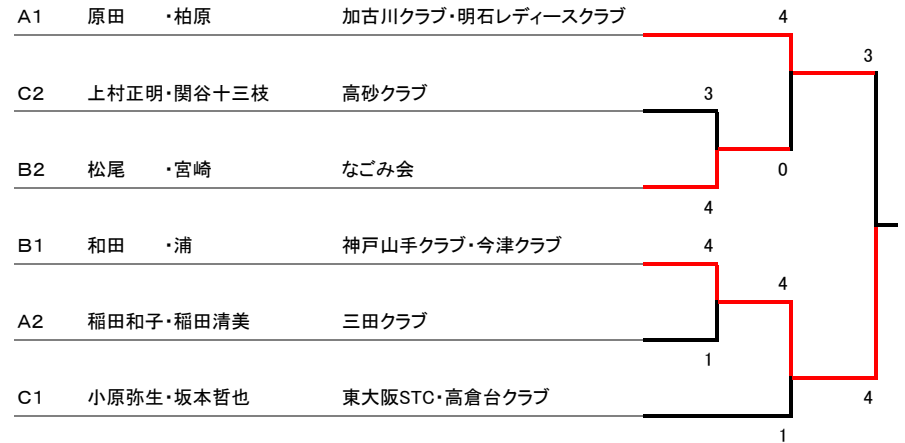 A1 原田 ・柏原 加古川クラブ・明石レディースクラブ 4
3
C2 上村正明・関谷十三枝 高砂クラブ 3
B2 松尾 ・宮崎 なごみ会 0
4
B1 和田 ・浦 神戸山手クラブ・今津クラブ 4
4
A2 稲田和子・稲田清美 三田クラブ
1
C1 小原弥生・坂本哲也 東大阪STC・高倉台クラブ 4
1